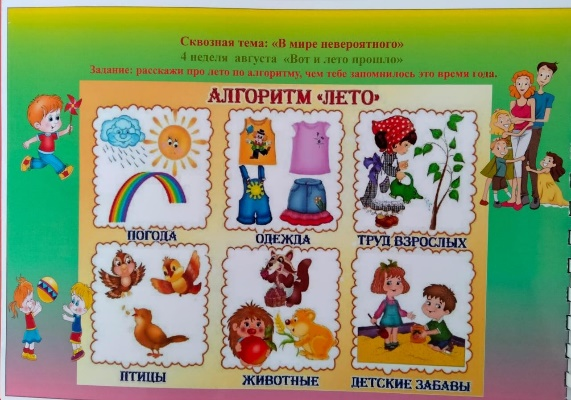 Сквозная тема: «В мире невероятного»
4 неделя августа «Вот и лето прошло»
Задание: расскажи про лето по алгоритму, чем тебе запомнилось это время года.
АЛГОРИТМ «ЛЕТО»
ПОГОДА
ОДЕЖДА
ТРУД ВЗРОСЛЫХ
ПТИЦЫ
ЖИВОТНЫЕ
ДЕТСКИЕ ЗАБАВЫ